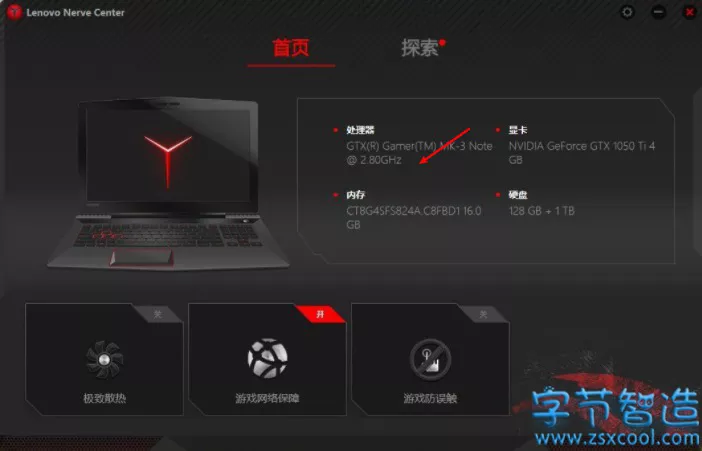 Lenovo Nerve Center
首页
探索
处理器
GTX(R) Gamer(TM) MK-3 Note
@ 2.80GHz
显卡
NVIDIA GeForce GTX 1050 Ti 4
GB
内存
CT8G4SFS824A.C8FBD1 16.0
GB
硬盘
128 GB + 1 TB
关
开
关
极致散热
游戏网络保障
游戏防误触
字节智造
www.zsxcool.com